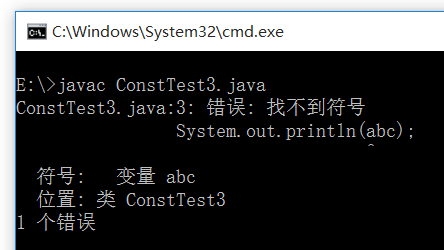 C:\Windows\System32\cmd.exe
E:\>javac ConstTest3.java
ConstTest3.java:3: 错误: 找不到符号
System.out.println(abc);
^
符号:   变量 abc
位置: 类 ConstTest3
1 个错误